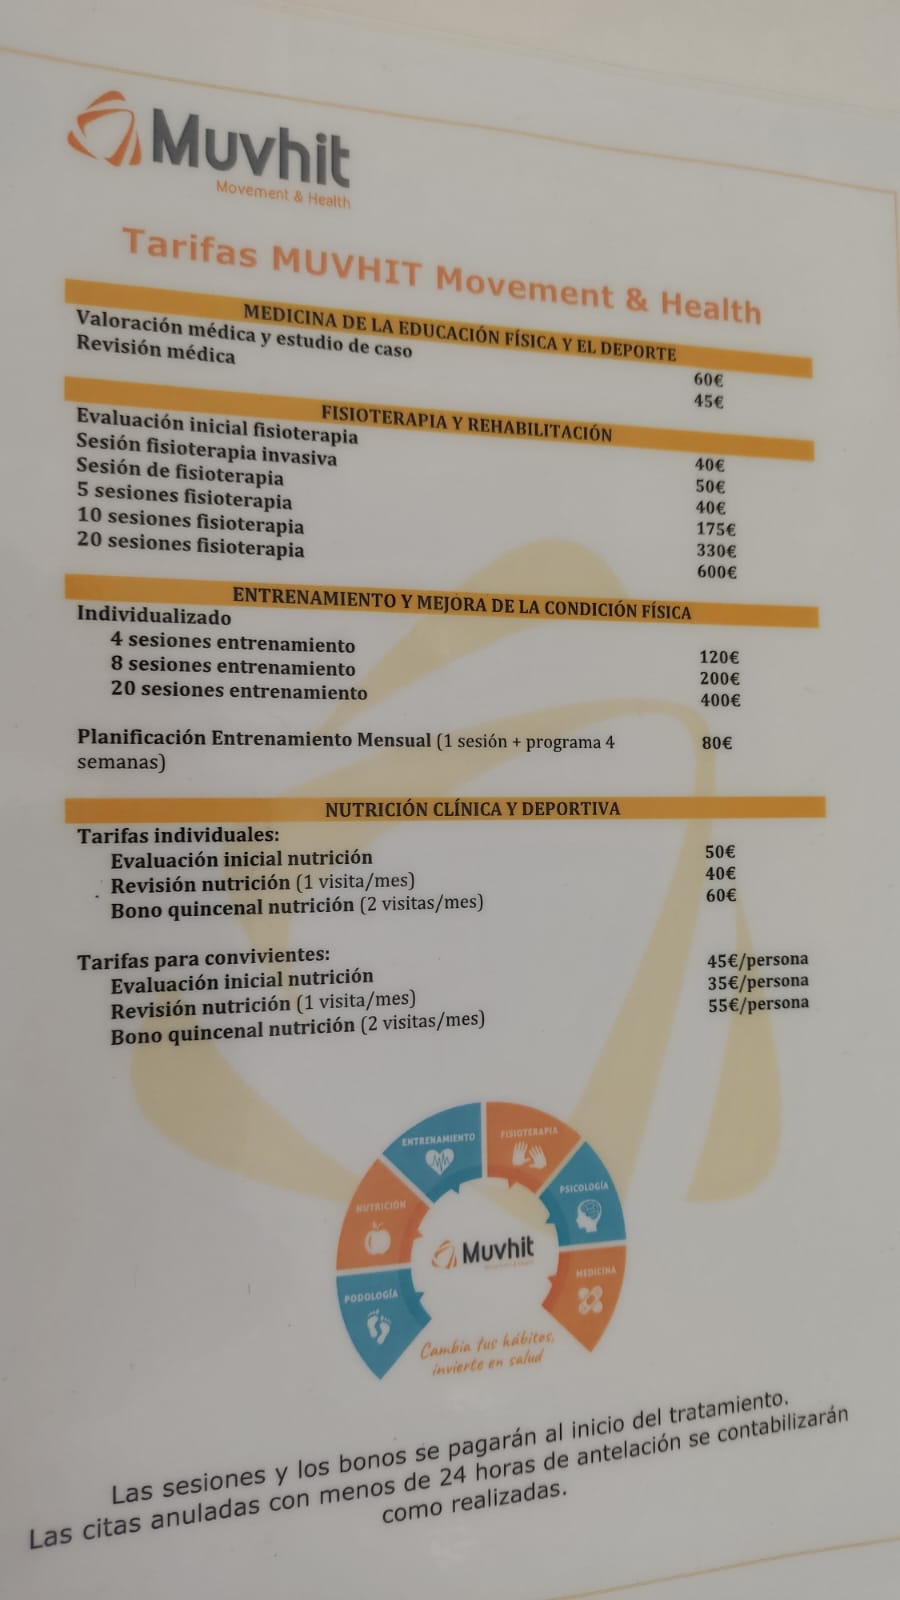 Muvhit
Movement & Health
Tarifas MUVHIT Movement & Health
MEDICINA DE LA EDUCACIÓN FÍSICA Y EL DEPORTE
Valoración médica y estudio de caso 60€
Revisión médica 45€
FISIOTERAPIA Y REHABILITACIÓN
Evaluación inicial fisioterapia 40€
Sesión fisioterapia invasiva 50€
Sesión de fisioterapia 40€
5 sesiones fisioterapia 175€
10 sesiones fisioterapia 330€
20 sesiones fisioterapia 600€
ENTRENAMIENTO Y MEJORA DE LA CONDICIÓN FÍSICA
Individualizado
4 sesiones entrenamiento 120€
8 sesiones entrenamiento 200€
20 sesiones entrenamiento 400€
Planificación Entrenamiento Mensual (1 sesión + programa 4 80€
semanas)
NUTRICIÓN CLÍNICA Y DEPORTIVA
Tarifas individuales:
Evaluación inicial nutrición 50€
Revisión nutrición (1 visita/mes) 40€
Bono quincenal nutrición (2 visitas/mes) 60€
Tarifas para convivientes:
Evaluación inicial nutrición 45€/persona
Revisión nutrición (1 visita/mes) 35€/persona
Bono quincenal nutrición (2 visitas/mes) 55€/persona
PODOLOGÍA
NUTRICIÓN
ENTRENAMIENTO
FISIOTERAPIA
PSICOLOGÍA
MEDICINA
Muvhit
Cambia tus hábitos,
invierte en salud
Las sesiones y los bonos se pagarán al inicio del tratamiento.
Las citas anuladas con menos de 24 horas de antelación se contabilizarán
como realizadas.